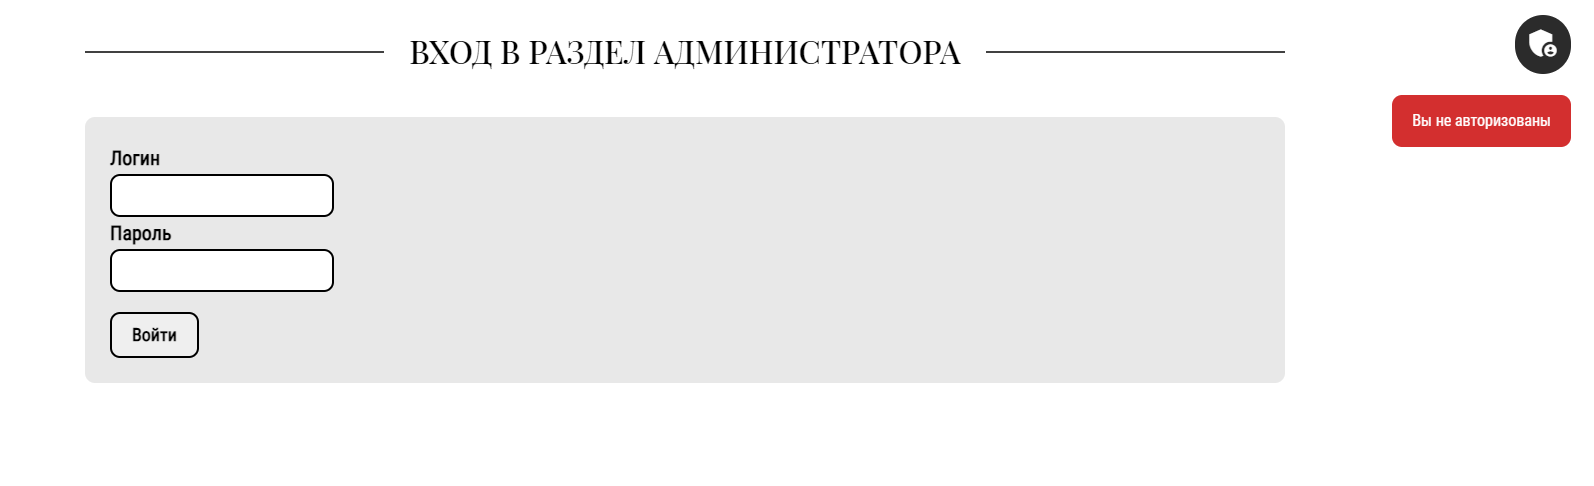 ВХОД В РАЗДЕЛ АДМИНИСТРАТОРА
Вы не авторизованы
Логин
Пароль
Войти